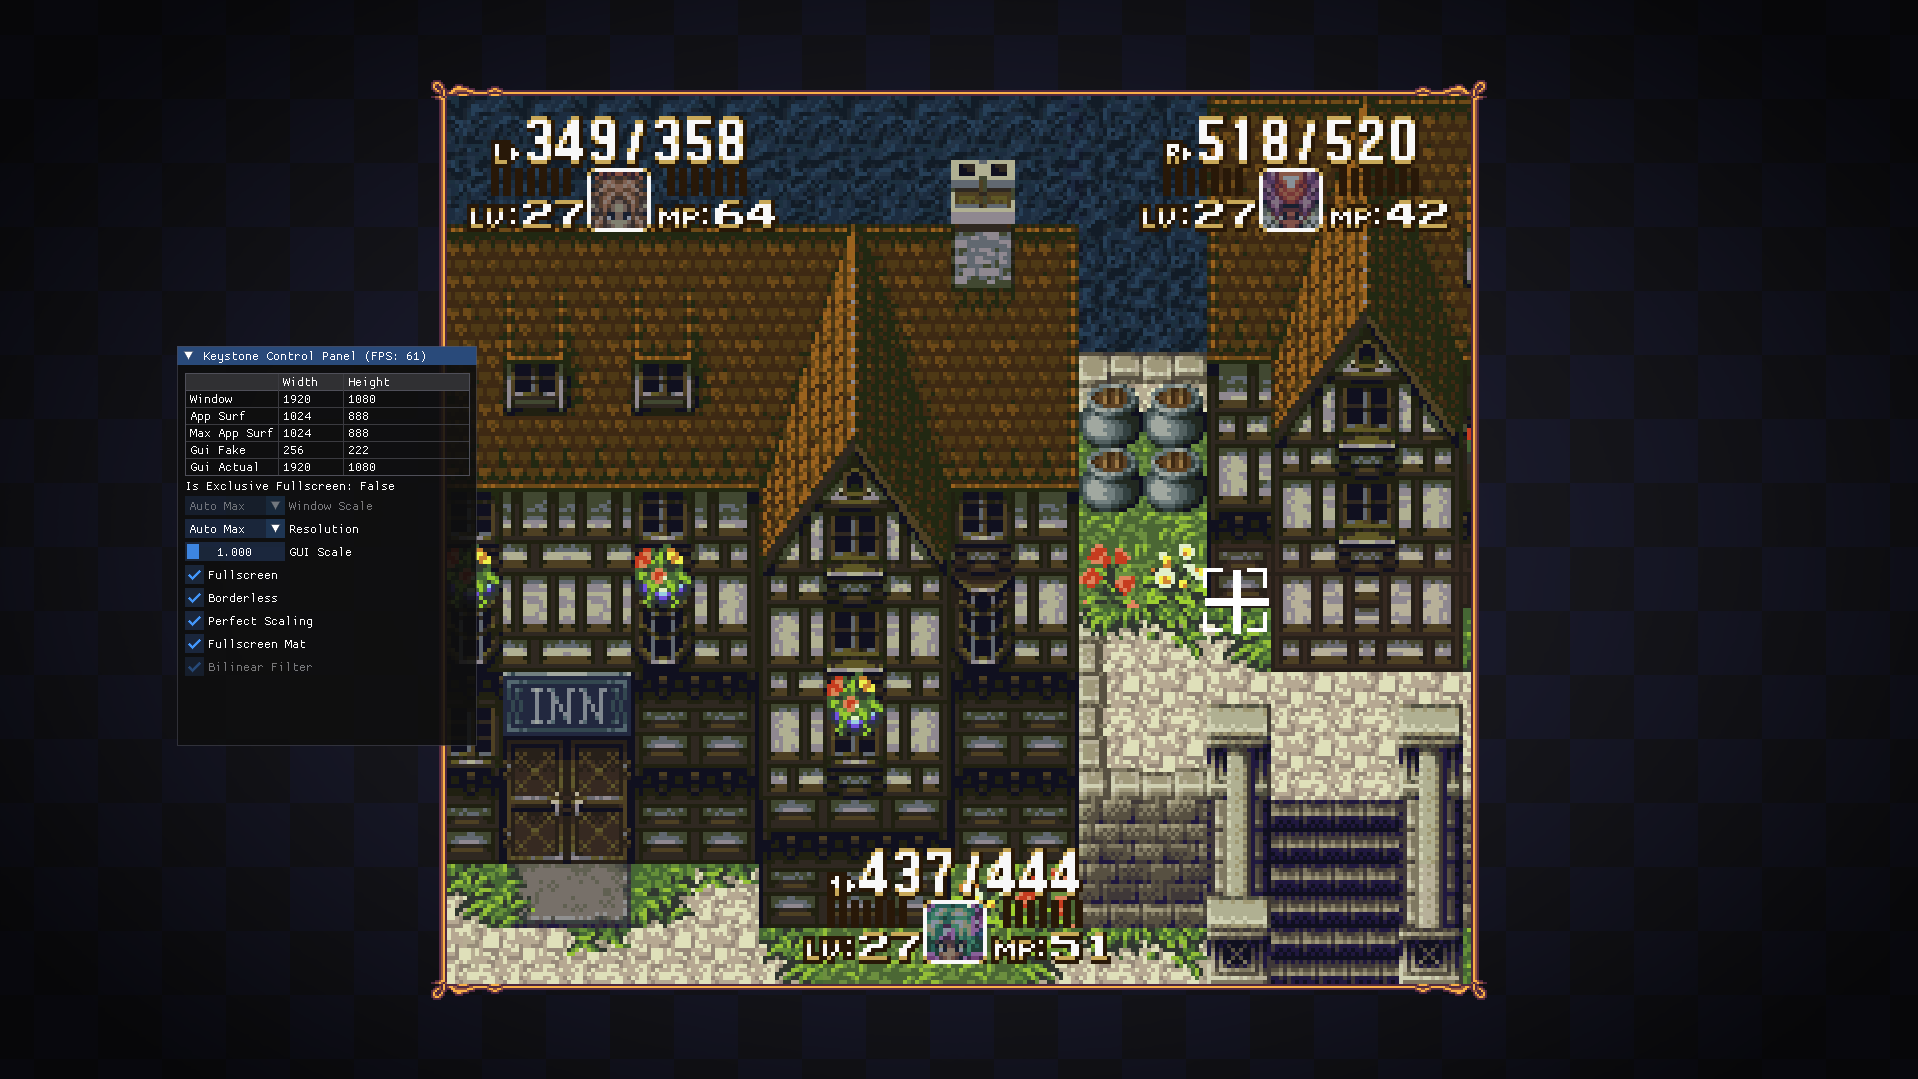 L 349/358
LV:27 MP:64
R 518/520
LV:27 MP:42
Keystone Control Panel (FPS: 61)
Width Height
Window 1920 1080
App Surf 1024 888
Max App Surf 1024 888
Gui Fake 256 222
Gui Actual 1920 1080
Is Exclusive Fullscreen: False
Auto Max Window Scale
Auto Max Resolution
1.000 GUI Scale
Fullscreen
Borderless
Perfect Scaling
Fullscreen Mat
Bilinear Filter
INN
1 437/444
LV:27 MP:51